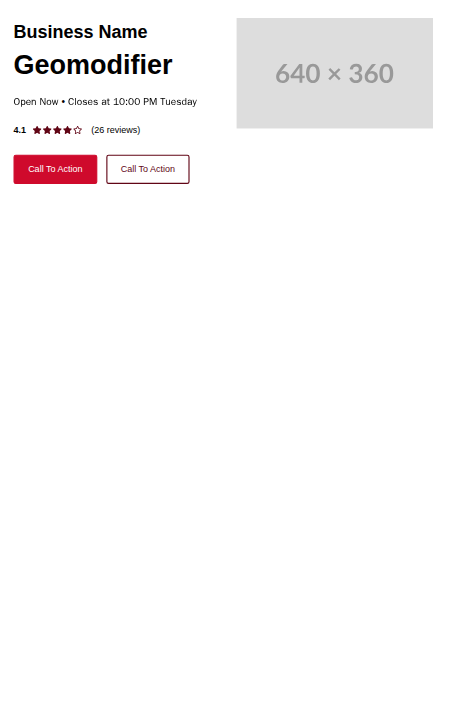 Business Name
Geomodifier
Open Now • Closes at 10:00 PM Tuesday
4.1 (26 reviews)
Call To Action
Call To Action
640 × 360